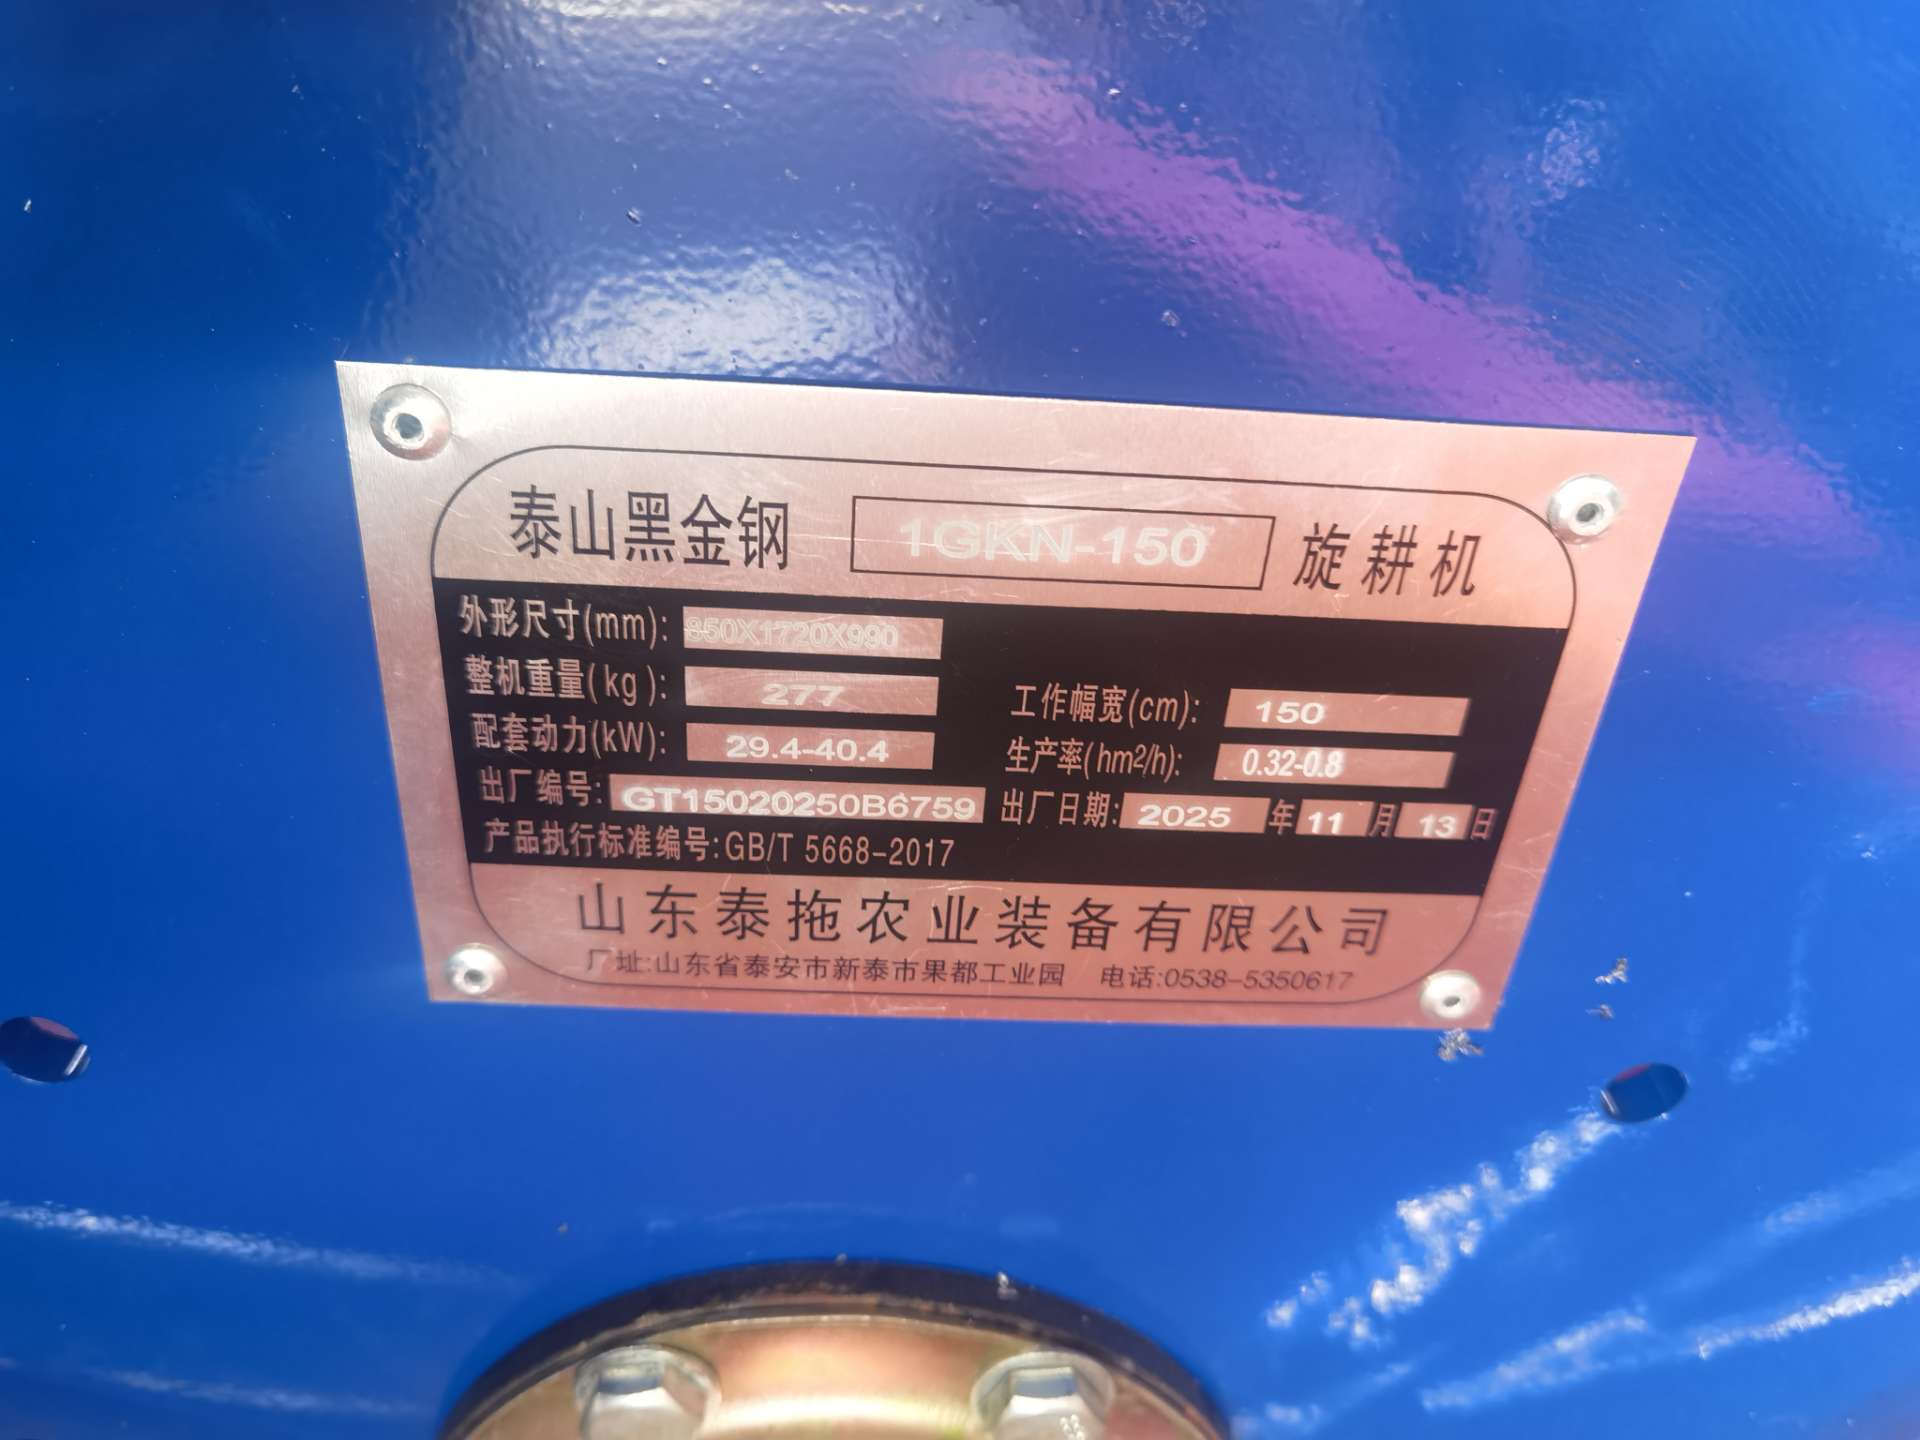 泰山黑金钢 1GKN-150 旋耕机
外形尺寸(mm): 850X1720X990
整机重量(kg): 277 工作幅宽(cm): 150
配套动力(kW): 29.4-40.4 生产率(hm²/h): 0.32-0.8
出厂编号: GT15020250B6759 出厂日期: 2025 年 11 月 13 日
产品执行标准编号:GB/T 5668-2017
山东泰拖农业装备有限公司
厂址:山东省泰安市新泰市果都工业园 电话:0538-5350617